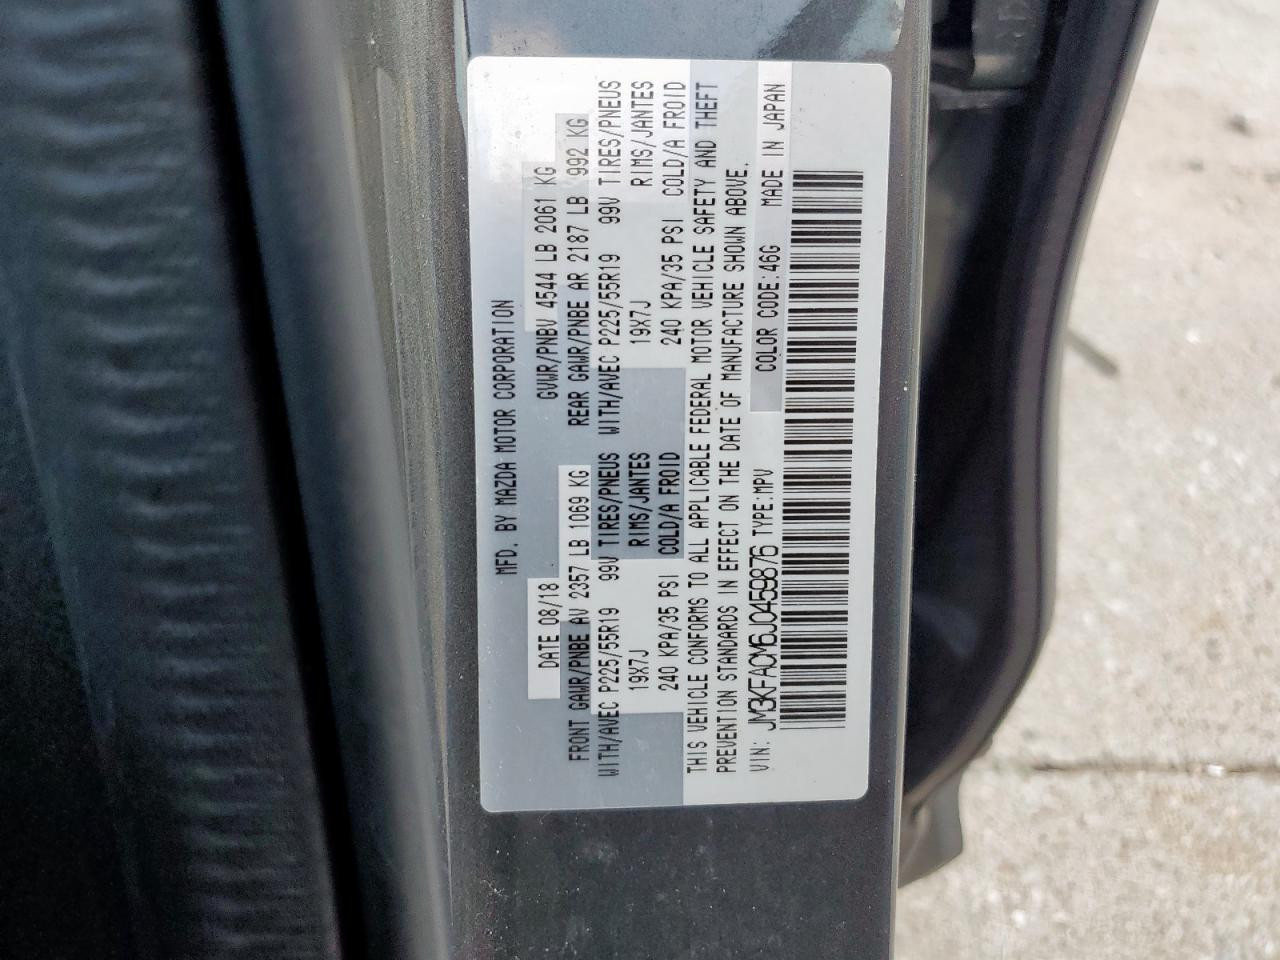 MFD. BY MAZDA MOTOR CORPORATION
DATE 08/18 GVWR/PNBV 4544 LB 2061 KG
FRONT GAWR/PNBE AV 2357 LB 1069 KG REAR GAWR/PNBE AR 2187 LB 992 KG
WITH/AVEC P225/55R19 99V TIRES/PNEUS WITH/AVEC P225/55R19 99V TIRES/PNEUS
19X7J RIMS/JANTES 19X7J RIMS/JANTES
240 KPA/35 PSI COLD/A FROID 240 KPA/35 PSI COLD/A FROID
THIS VEHICLE CONFORMS TO ALL APPLICABLE FEDERAL MOTOR VEHICLE SAFETY AND THEFT
PREVENTION STANDARDS IN EFFECT ON THE DATE OF MANUFACTURE SHOWN ABOVE.
VIN: JM3KFACM6J0459876 TYPE:MPV COLOR CODE:46G MADE IN JAPAN